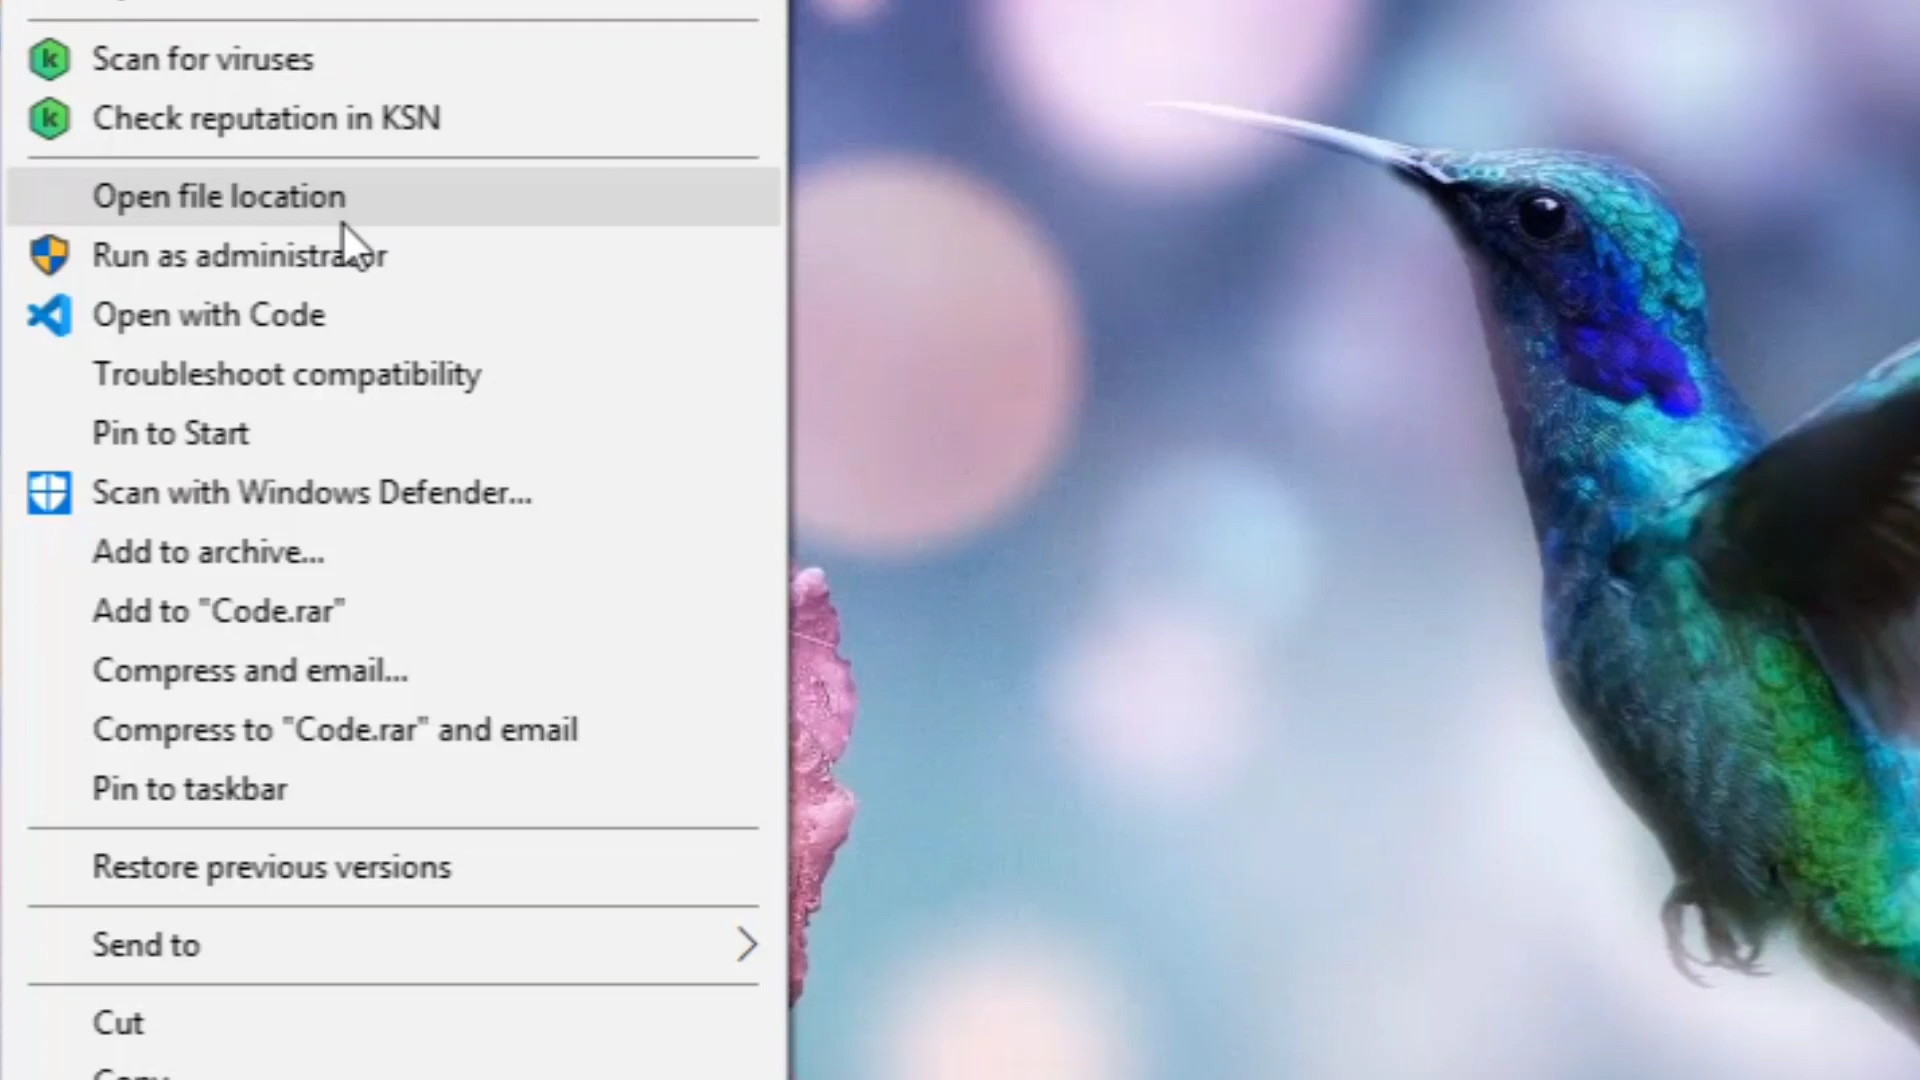 Scan for viruses
Check reputation in KSN
Open file location
Run as administrator
Open with Code
Troubleshoot compatibility
Pin to Start
Scan with Windows Defender...
Add to archive...
Add to "Code.rar"
Compress and email...
Compress to "Code.rar" and email
Pin to taskbar
Restore previous versions
Send to
Cut
Copy